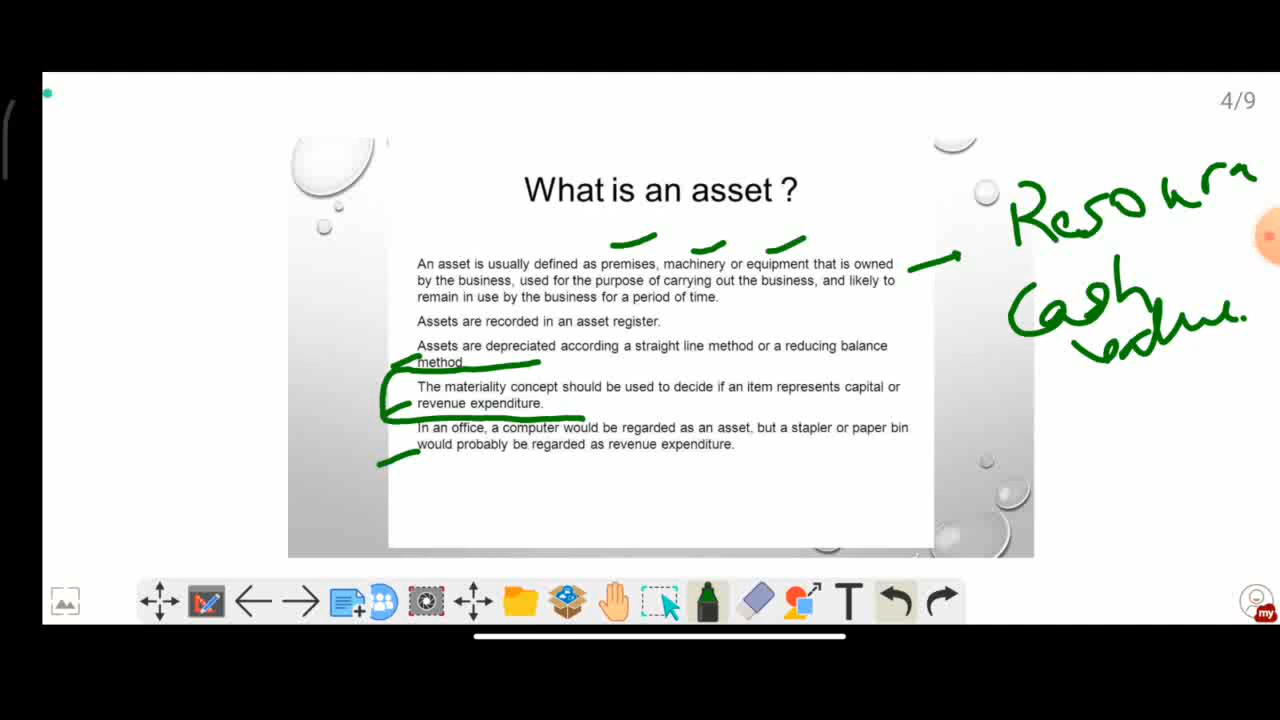 4/9
What is an asset ?
An asset is usually defined as premises, machinery or equipment that is owned
by the business, used for the purpose of carrying out the business, and likely to
remain in use by the business for a period of time.
Assets are recorded in an asset register.
Assets are depreciated according a straight line method or a reducing balance
method.
The materiality concept should be used to decide if an item represents capital or
revenue expenditure.
In an office, a computer would be regarded as an asset, but a stapler or paper bin
would probably be regarded as revenue expenditure.
Cash
T
my